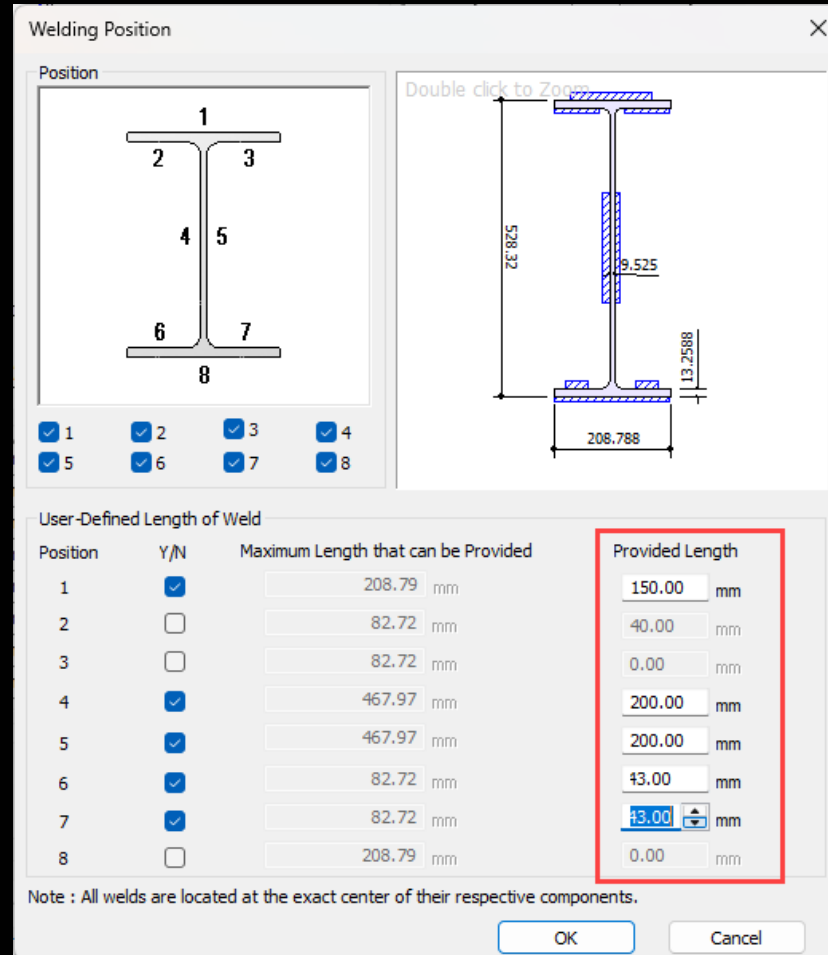 Welding Position
Position
1
2 3
4 5
6 7
8
1 2 3 4
5 6 7 8
Double click to Zoom
528.32
9.525
13.2588
208.788
User-Defined Length of Weld
Position Y/N Maximum Length that can be Provided Provided Length
1 208.79 mm 150.00 mm
2 82.72 mm 40.00 mm
3 82.72 mm 0.00 mm
4 467.97 mm 200.00 mm
5 467.97 mm 200.00 mm
6 82.72 mm 43.00 mm
7 82.72 mm 43.00 mm
8 208.79 mm 0.00 mm
Note : All welds are located at the exact center of their respective components.
OK Cancel